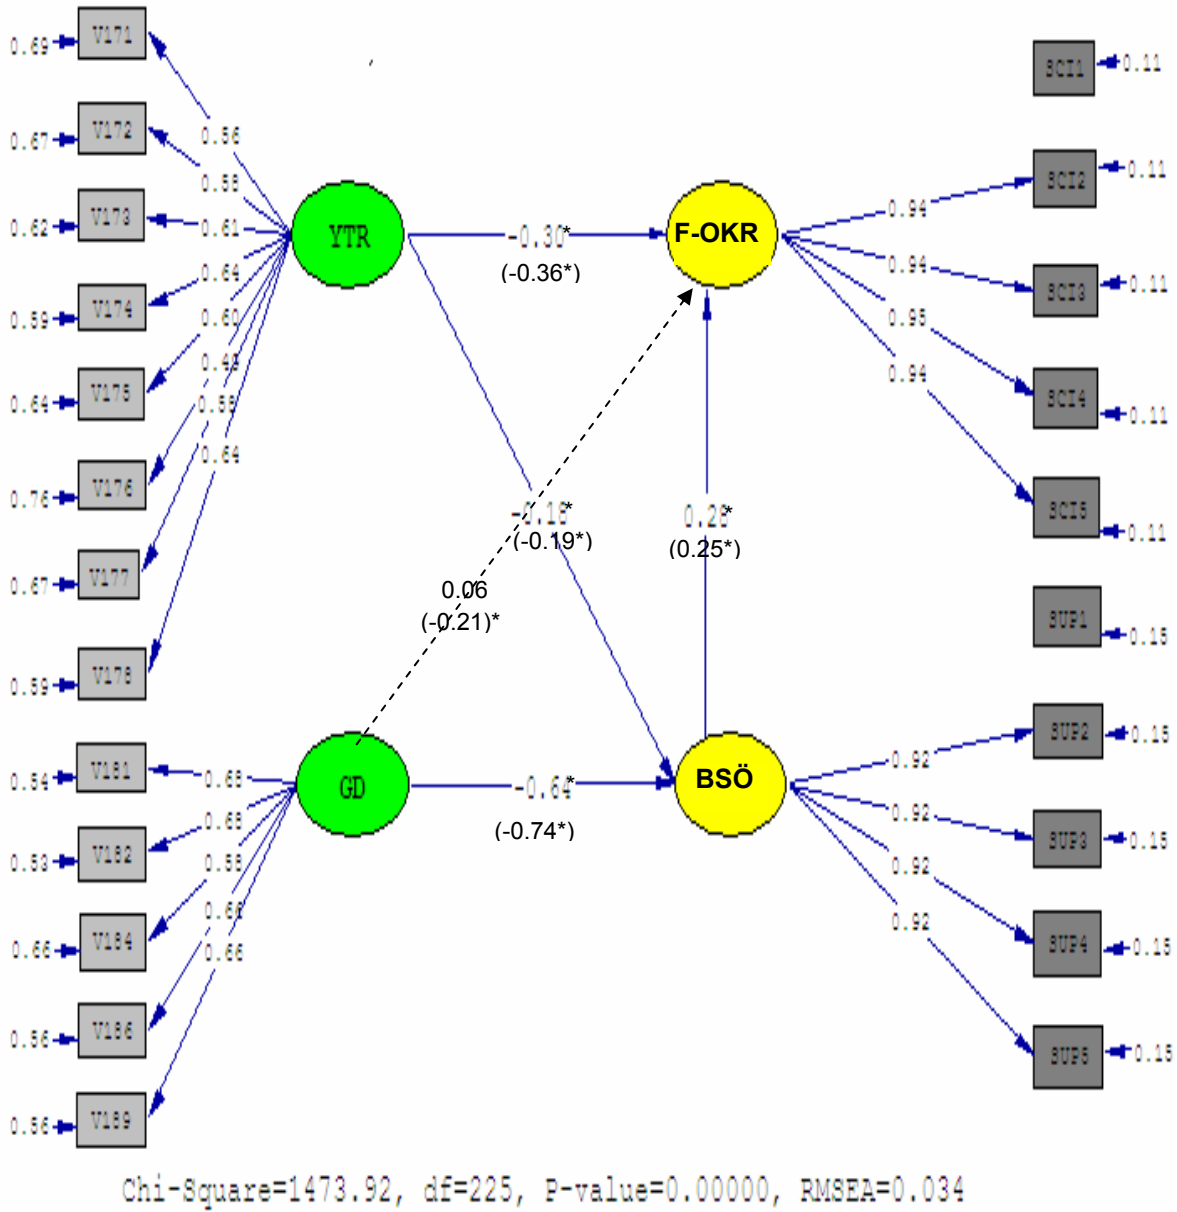 0.69
V171
0.67
V172
0.62
V173
0.59
V174
0.64
V175
0.76
V176
0.67
V177
0.59
V178
0.54
V181
0.53
V182
0.66
V184
0.56
V186
0.56
V189
0.56
0.58
0.61
0.64
0.60
0.58
0.64
0.68
0.68
0.58
0.66
0.66
YTR
GD
-0.30*
(-0.36*)
-0.18*
(-0.19*)
0.28*
(0.25*)
0.06
(-0.21)*
-0.64*
(-0.74*)
F-OKR
BSÖ
0.94
0.94
0.95
0.94
0.92
0.92
0.92
0.92
SCI1
0.11
SCI2
0.11
SCI3
0.11
SCI4
0.11
SCI5
0.11
SUP1
0.15
SUP2
0.15
SUP3
0.15
SUP4
0.15
SUP5
0.15
Chi-Square=1473.92, df=225, P-value=0.00000, RMSEA=0.034